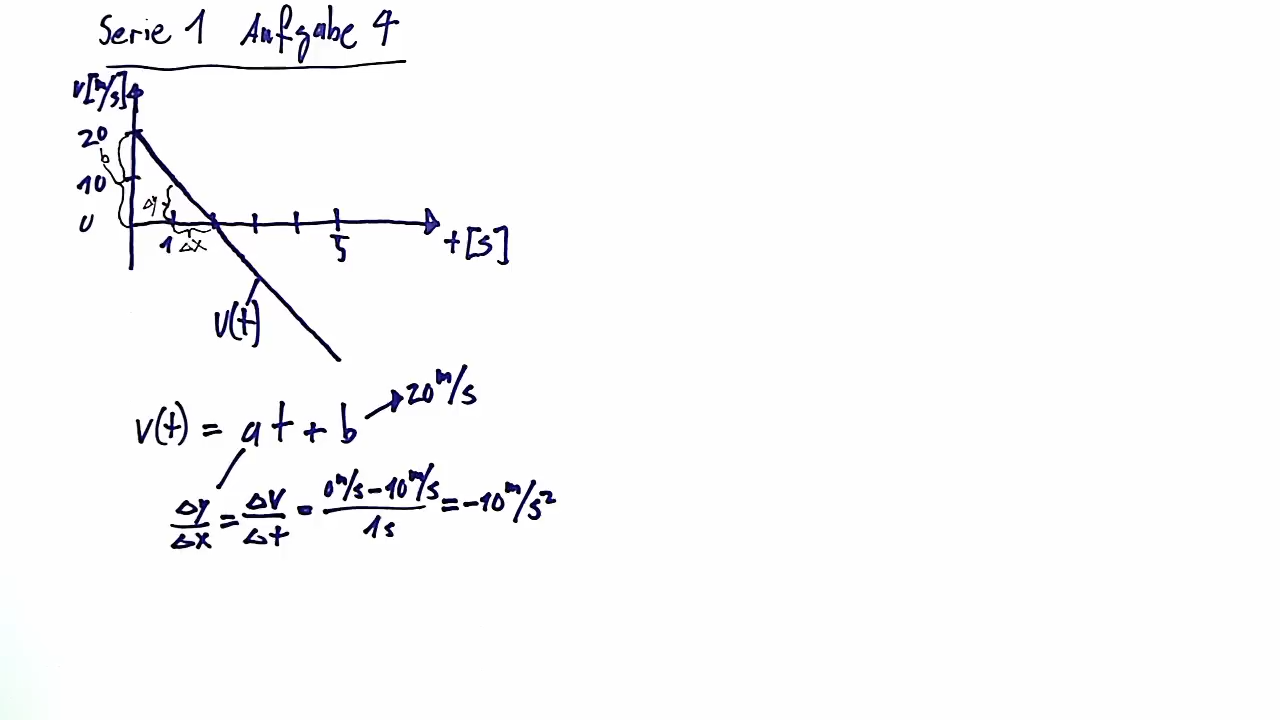 Serie 1 Aufgabe 4
v[m/s]
20
b
10
Δy
0
1 Δx
5
t[s]
v(t)
v(t) = at + b → 20 m/s
Δy/Δx = Δv/Δt = (0 m/s - 10 m/s)/1s = -10 m/s²